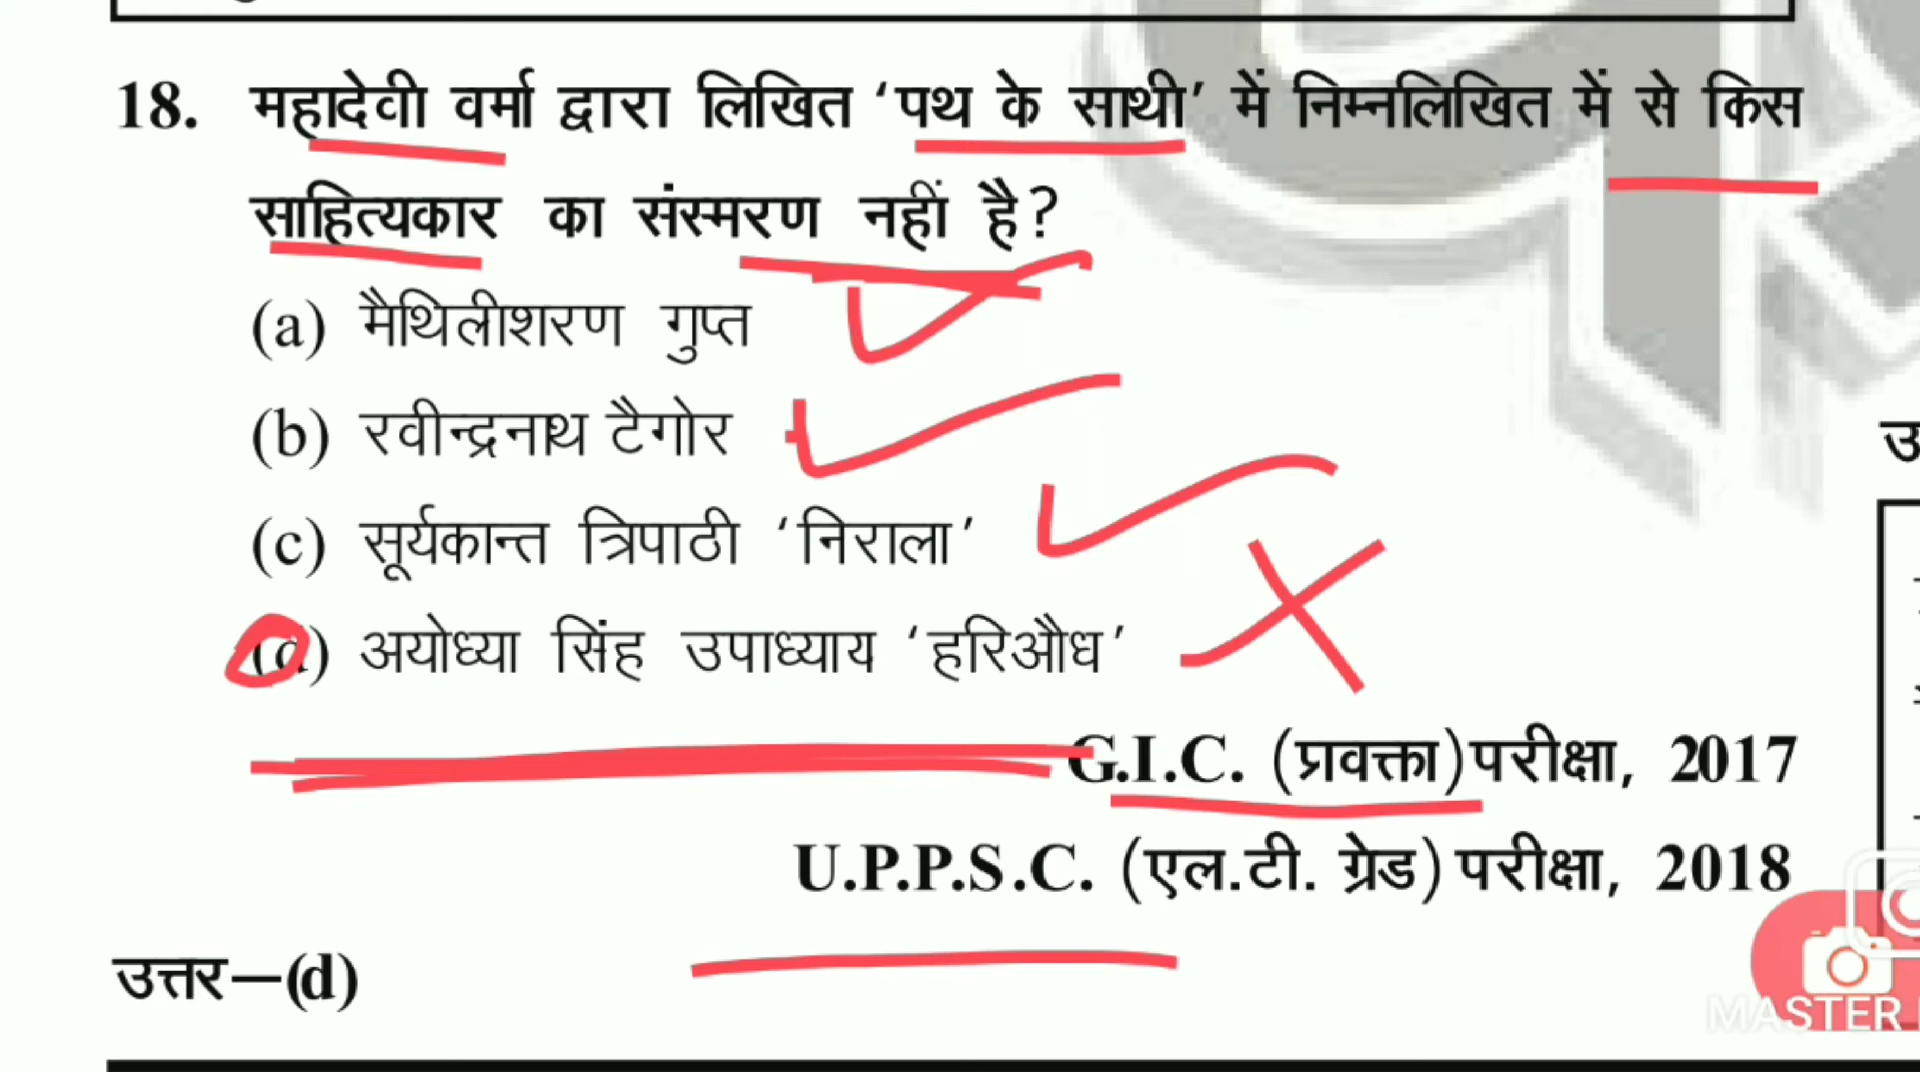 18. महादेवी वर्मा द्वारा लिखित ‘पथ के साथी’ में निम्नलिखित में से किस
साहित्यकार का संस्मरण नहीं है?
(a) मैथिलीशरण गुप्त
(b) रवीन्द्रनाथ टैगोर
(c) सूर्यकान्त त्रिपाठी ‘निराला’
(d) अयोध्या सिंह उपाध्याय ‘हरिऔध’
G.I.C. (प्रवक्ता) परीक्षा, 2017
U.P.P.S.C. (एल.टी. ग्रेड) परीक्षा, 2018
उत्तर—(d)
MASTER